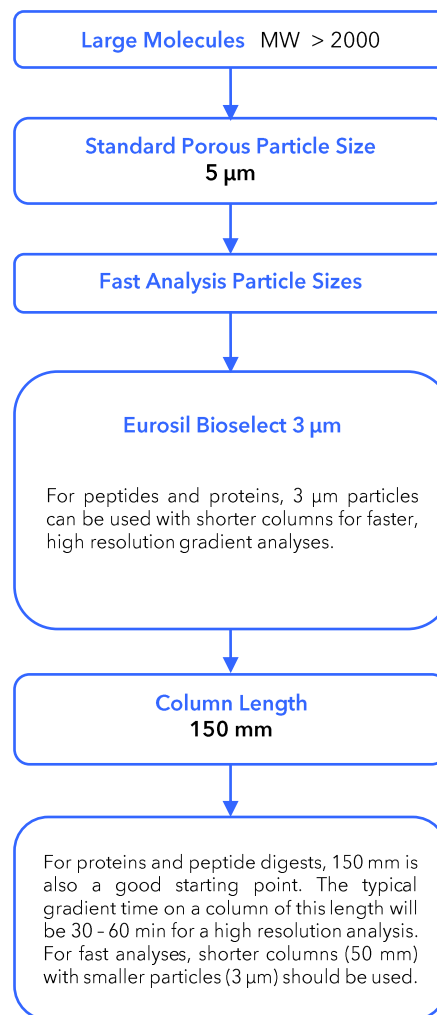 Large Molecules MW > 2000
Standard Porous Particle Size
5 µm
Fast Analysis Particle Sizes
Eurosil Bioselect 3 µm
For peptides and proteins, 3 µm particles
can be used with shorter columns for faster,
high resolution gradient analyses.
Column Length
150 mm
For proteins and peptide digests, 150 mm is
also a good starting point. The typical
gradient time on a column of this length will
be 30 – 60 min for a high resolution analysis.
For fast analyses, shorter columns (50 mm)
with smaller particles (3 µm) should be used.